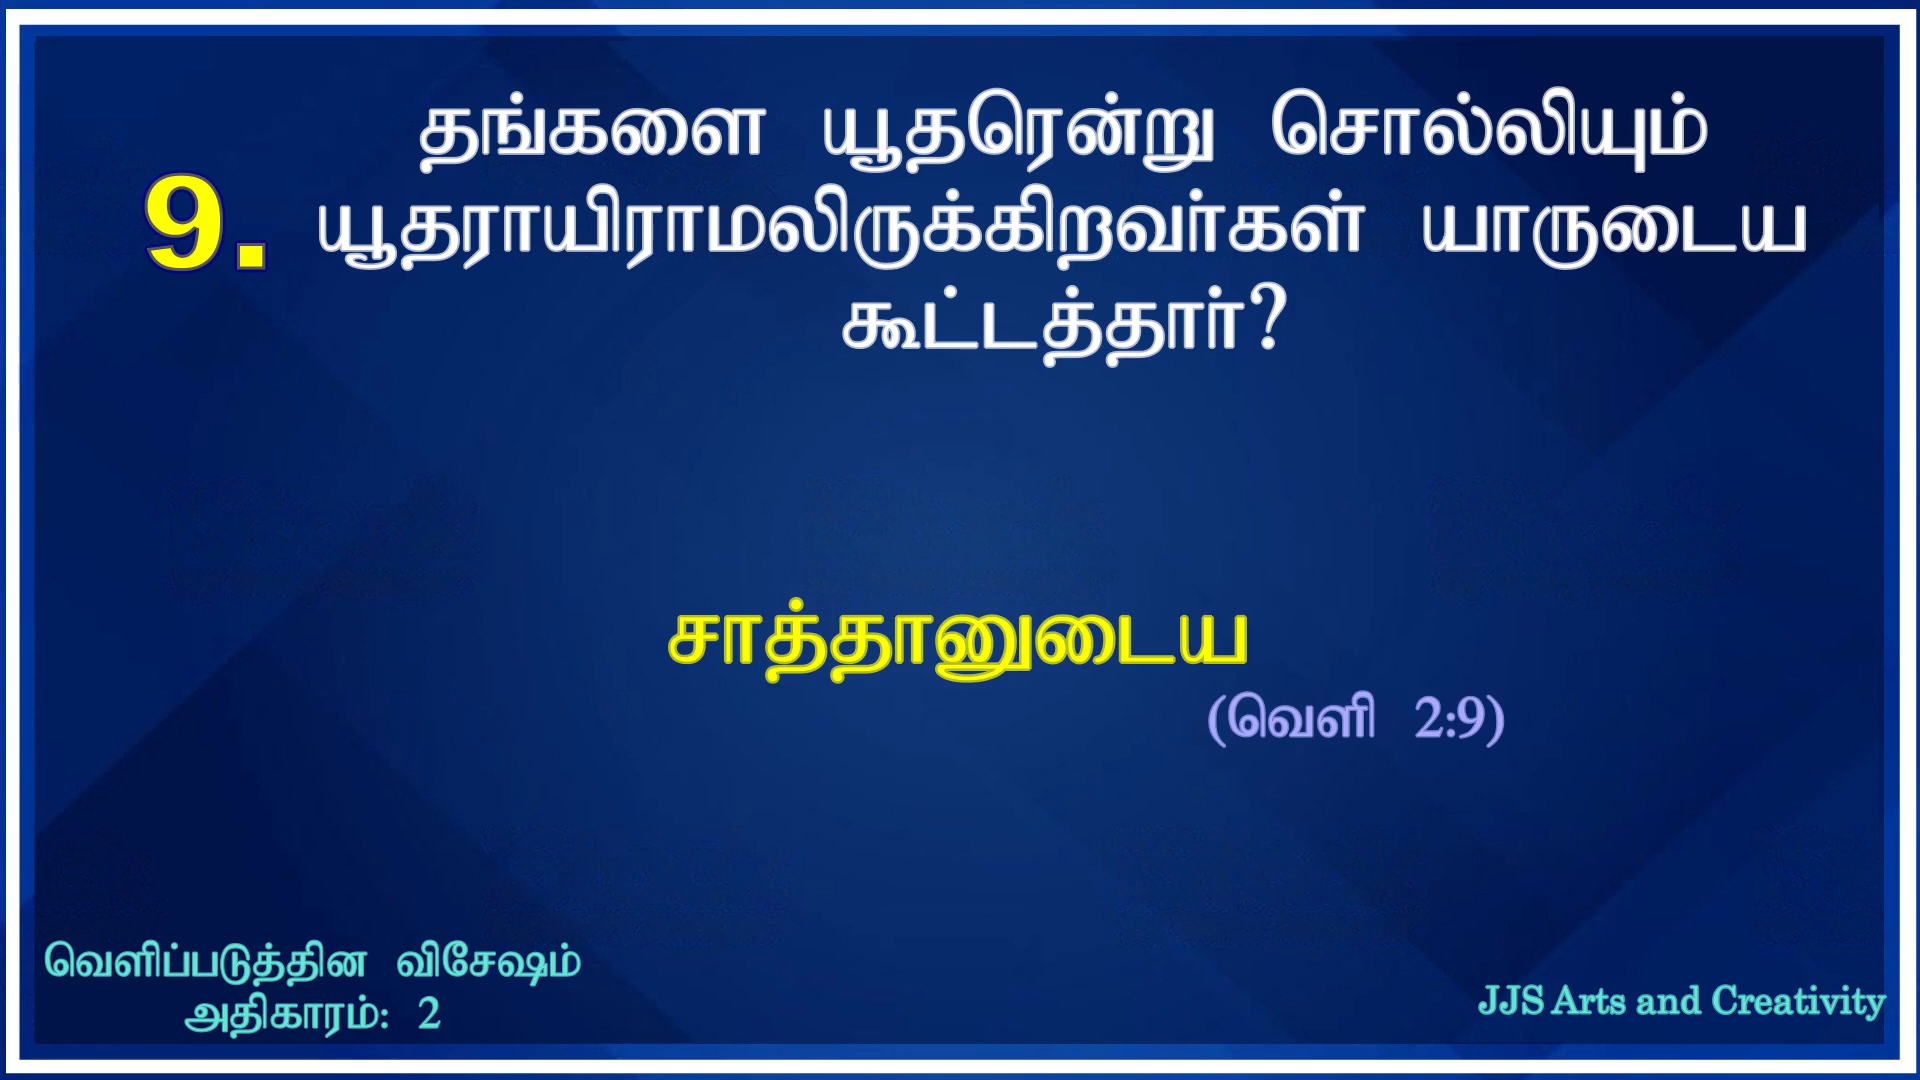 9.
தங்களை யூதரென்று சொல்லியும்
யூதராயிராமலிருக்கிறவர்கள் யாருடைய
கூட்டத்தார்?
சாத்தானுடைய
(வெளி 2:9)
வெளிப்படுத்தின விசேஷம்
அதிகாரம்: 2
JJS Arts and Creativity